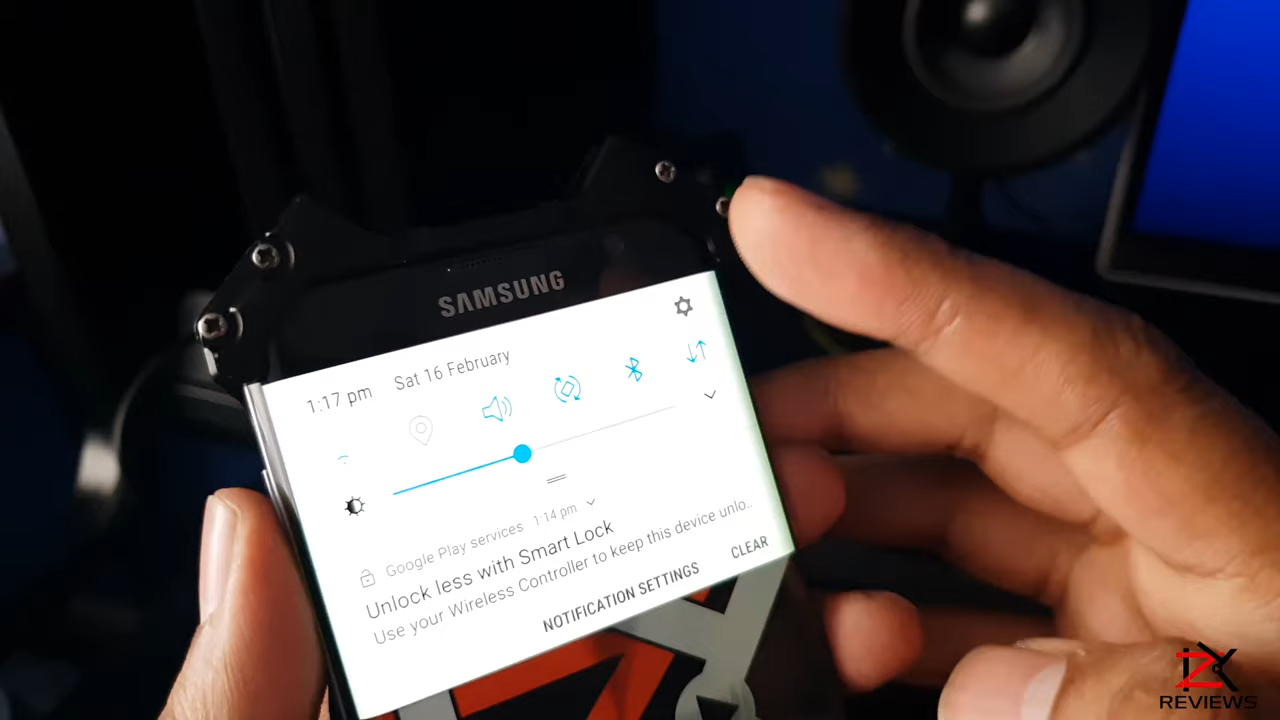 SAMSUNG
1:17 pm Sat 16 February
Google Play services 1:14 pm
Unlock less with Smart Lock
Use your Wireless Controller to keep this device unlo..
NOTIFICATION SETTINGS CLEAR
REVIEWS